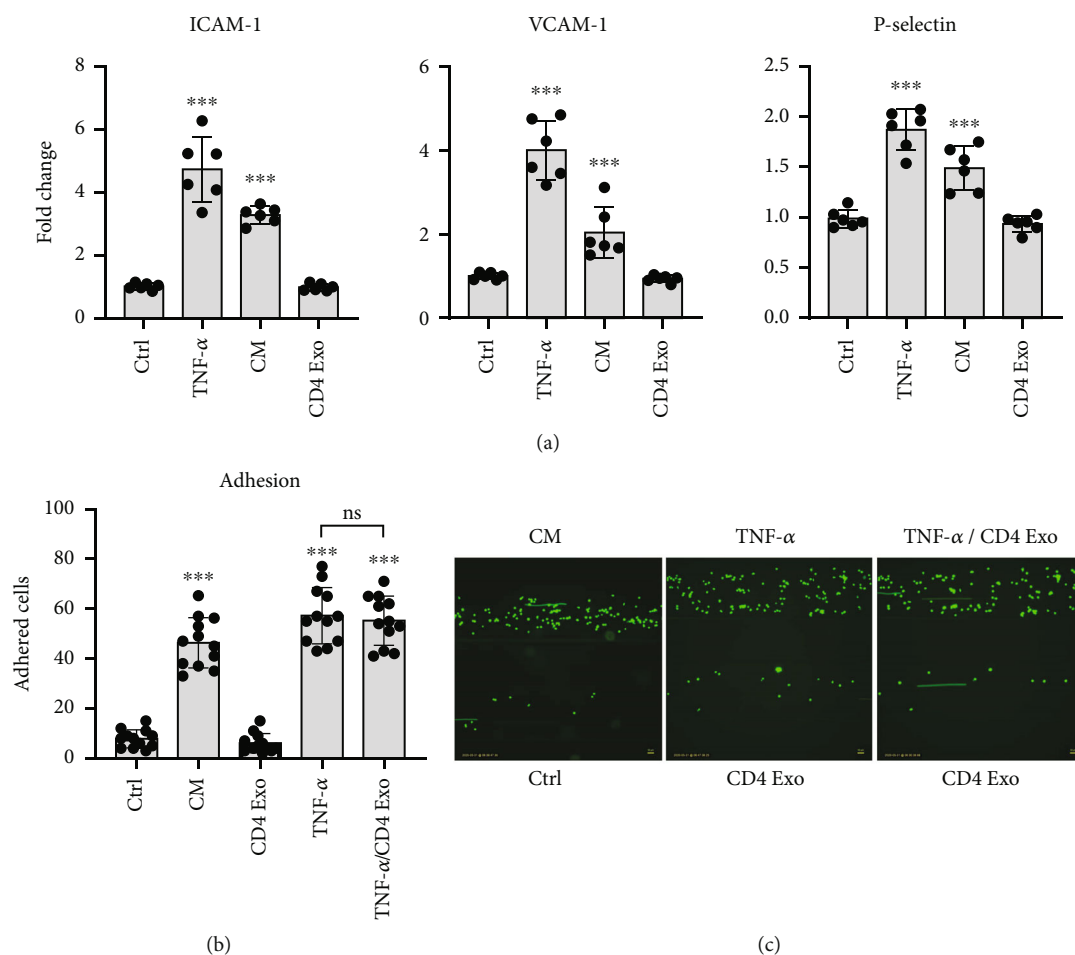 ICAM-1
Fold change
8
6
4
2
0
***
***
Ctrl
TNF-α
CM
CD4 Exo
VCAM-1
6
4
2
0
***
***
Ctrl
TNF-α
CM
CD4 Exo
P-selectin
2.5
2.0
1.5
1.0
0.5
0.0
***
***
Ctrl
TNF-α
CM
CD4 Exo
(a)
Adhesion
Adhered cells
100
80
60
40
20
0
***
***
***
ns
Ctrl
CM
CD4 Exo
TNF-α
TNF-α/CD4 Exo
(b)
CM
TNF-α
TNF-α / CD4 Exo
Ctrl
CD4 Exo
CD4 Exo
(c)